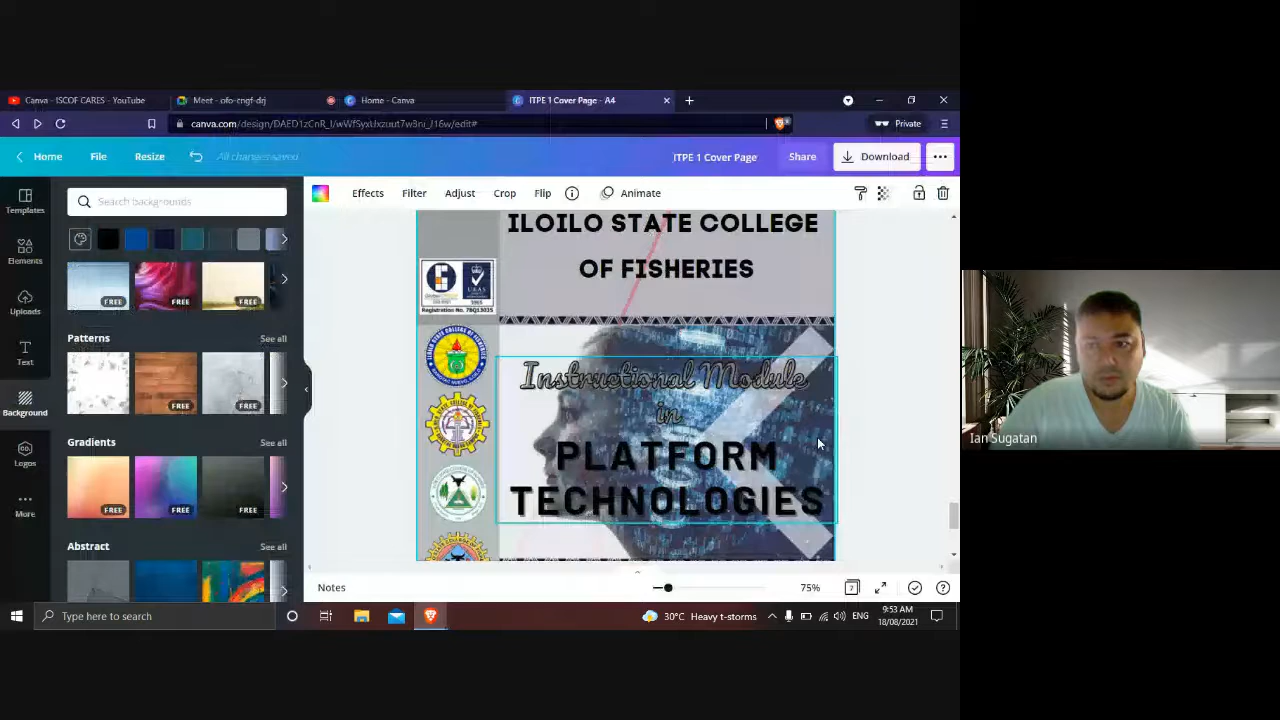 Canva - ISCOF CARES - YouTube
Home - Canva
ITPE 1 Cover Page - A4
Private
Home
File
Resize
All changes saved
ITPE 1 Cover Page
Share
Download
Templates
Elements
Uploads
Text
Background
Logos
More
Search backgrounds
FREE
FREE
FREE
Patterns
See all
FREE
FREE
Gradients
See all
FREE
FREE
FREE
Abstract
See all
Effects
Filter
Adjust
Crop
Flip
Animate
ILOILO STATE COLLEGE
OF FISHERIES
UKAS
Instructional Module
in
PLATFORM
TECHNOLOGIES
Notes
75%
7
Ian Sugatan
Type here to search
30°C Heavy t-storms
ENG
9:53 AM
18/08/2021